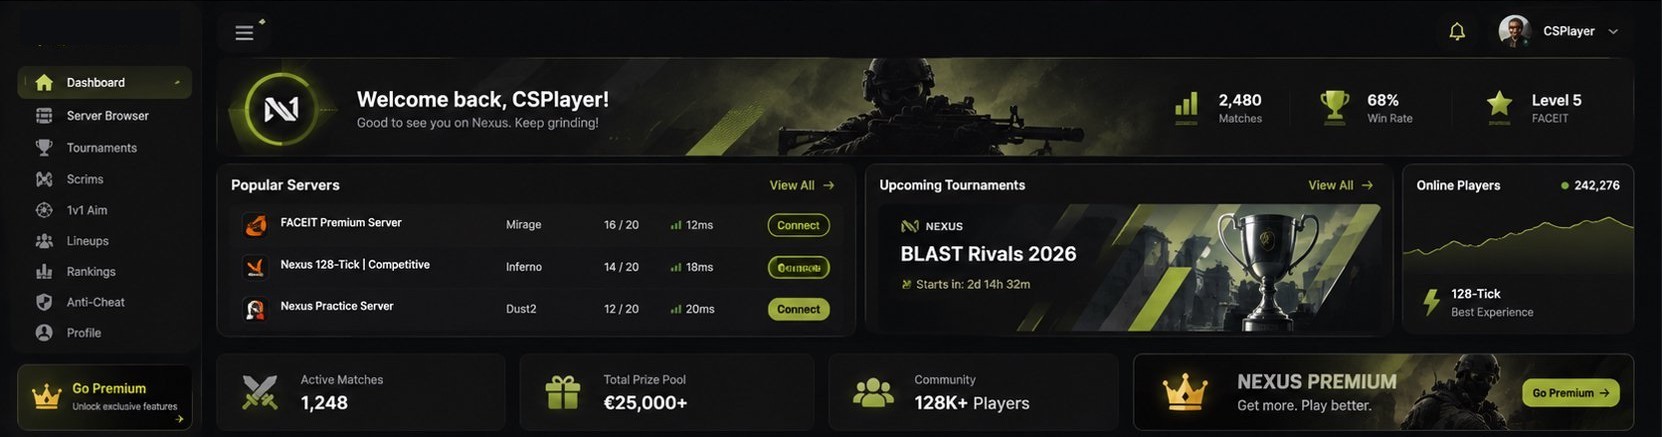 Dashboard
Server Browser
Tournaments
Scrims
1v1 Aim
Lineups
Rankings
Anti-Cheat
Profile
Go Premium
Unlock exclusive features
CSPlayer
Welcome back, CSPlayer!
Good to see you on Nexus. Keep grinding!
2,480
Matches
68%
Win Rate
Level 5
FACEIT
Popular Servers
View All →
FACEIT Premium Server Mirage 16 / 20 12ms Connect
Nexus 128-Tick | Competitive Inferno 14 / 20 18ms
Nexus Practice Server Dust2 12 / 20 20ms Connect
Upcoming Tournaments
View All →
NEXUS
BLAST Rivals 2026
Starts in: 2d 14h 32m
Online Players
242,276
128-Tick
Best Experience
Active Matches
1,248
Total Prize Pool
€25,000+
Community
128K+ Players
NEXUS PREMIUM
Get more. Play better.
Go Premium →